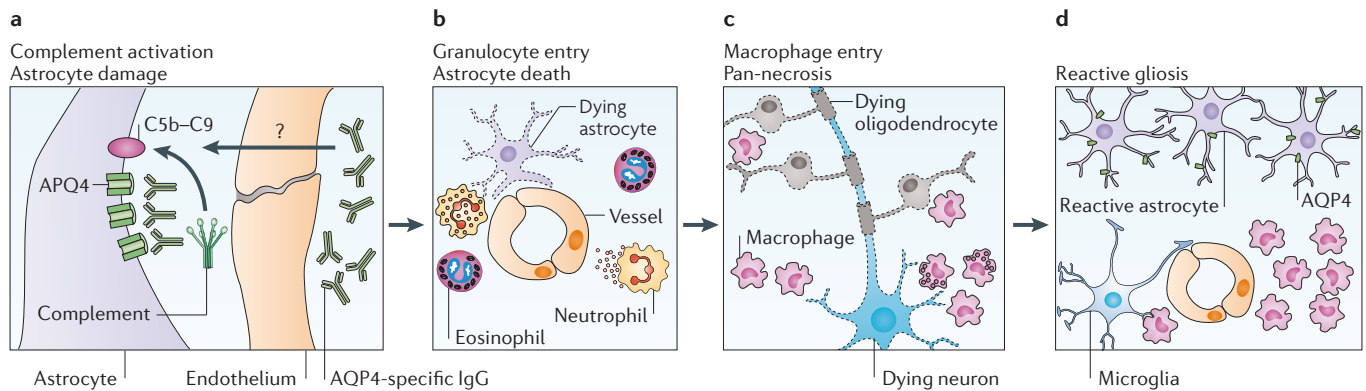 a
Complement activation
Astrocyte damage
C5b–C9
?
APQ4
Complement
Astrocyte
Endothelium
AQP4-specific IgG
b
Granulocyte entry
Astrocyte death
Dying
astrocyte
Vessel
Neutrophil
Eosinophil
c
Macrophage entry
Pan-necrosis
Dying
oligodendrocyte
Macrophage
Dying neuron
d
Reactive gliosis
Reactive astrocyte
AQP4
Microglia